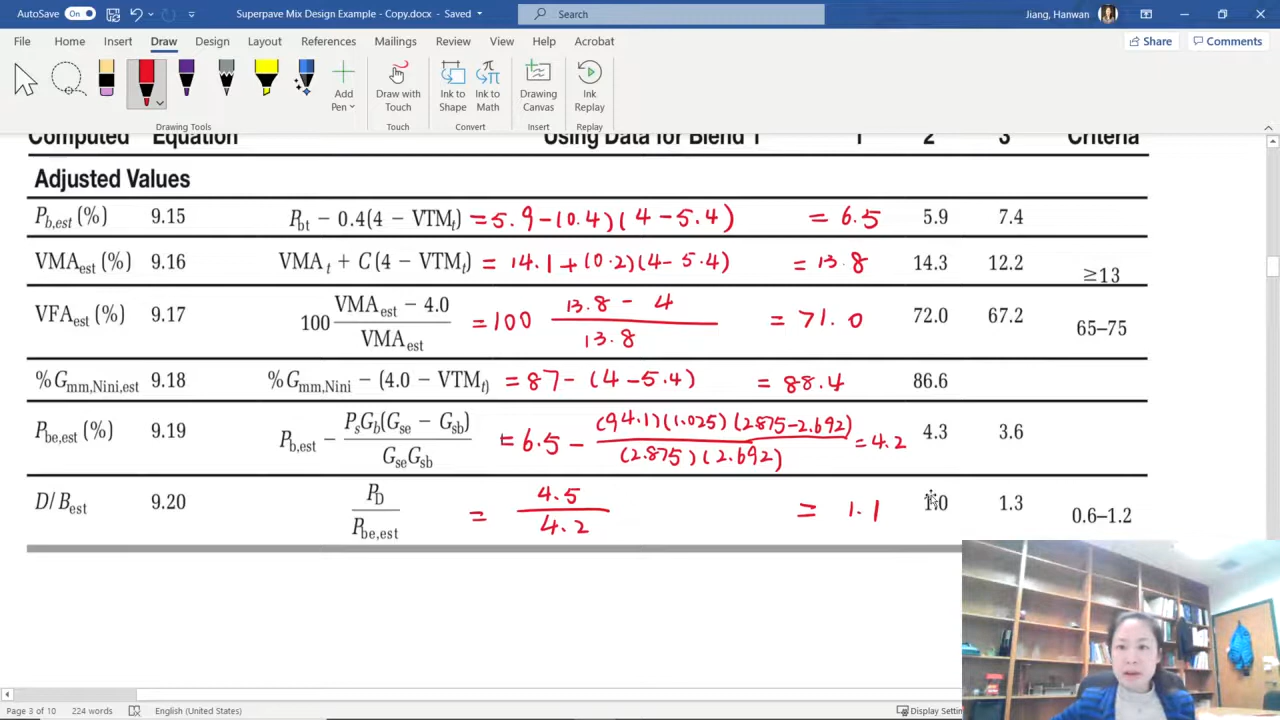 AutoSave On Superpave Mix Design Example - Copy.docx - Saved Search Jiang, Hanwan
File Home Insert Draw Design Layout References Mailings Review View Help Acrobat Share Comments
Add Pen Draw with Touch Ink to Shape Ink to Math Drawing Canvas Ink Replay
Drawing Tools Touch Convert Insert Replay
Computed Equation Using Data for Blend 1 1 2 3 Criteria
Adjusted Values
Pb,est (%) 9.15 Rbt − 0.4(4 − VTMt) = 5.9 - (0.4)(4 - 5.4) = 6.5 5.9 7.4
VMAest (%) 9.16 VMAt + C(4 − VTMt) = 14.1 + (0.2)(4 - 5.4) = 13.8 14.3 12.2 ≥13
VFAest (%) 9.17 100 (VMAest − 4.0)/VMAest = 100 (13.8 - 4)/13.8 = 71.0 72.0 67.2 65–75
%Gmm,Nini,est 9.18 %Gmm,Nini − (4.0 − VTMt) = 87 - (4 - 5.4) = 88.4 86.6
Pbe,est (%) 9.19 Pb,est − PsGb(Gse − Gsb)/GseGsb = 6.5 - (94.1)(1.025)(2.875-2.692)/(2.875)(2.692) = 4.2 4.3 3.6
D/Best 9.20 PD/Pbe,est = 4.5/4.2 = 1.1 1.0 1.3 0.6–1.2
Page 3 of 10 224 words English (United States) Display Settin